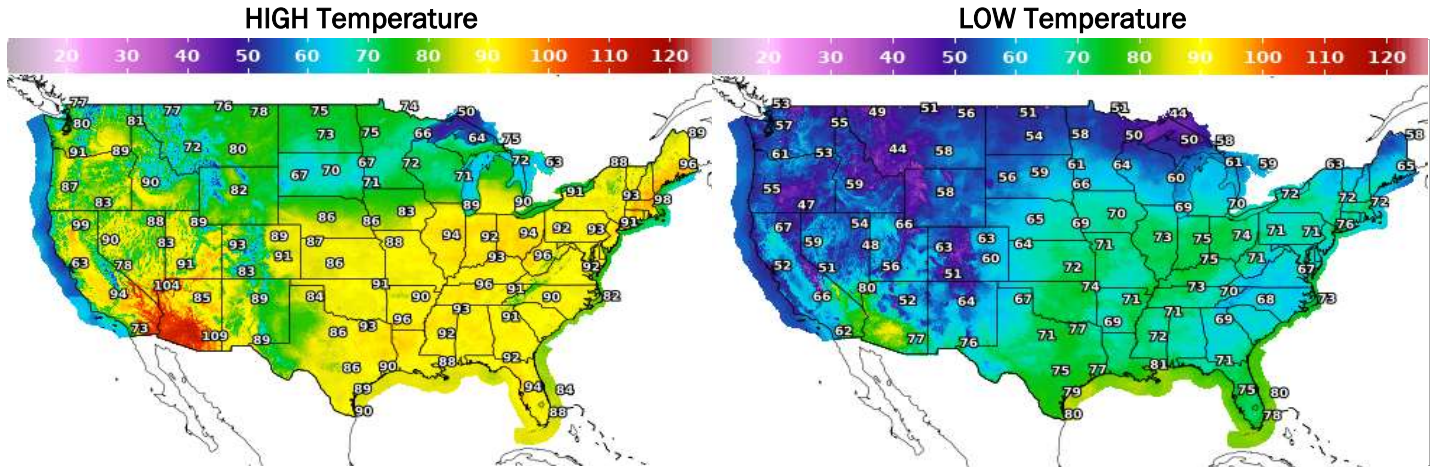 HIGH Temperature
20 30 40 50 60 70 80 90 100 110 120
77 77 76 78 75 74 50
80 81 73 75 66 64 75 89
91 89 72 80 67 72 72 63 88 96
87 90 82 67 70 71 71 91 93
83 86 86 83 89 90 98
99 88 89 91
90 83 93 89 87 88 94 92 94 92 93
63 78 91 83 91 86 93 96 92
94 104 85 89 84 91 90 96 91 90 82
73 109 89 86 93 96 92 93 91
86 90 88 92
89 94 84
90 88
LOW Temperature
20 30 40 50 60 70 80 90 100 110 120
53 49 51 56 51 51 44
57 55 54 58 50 50 58 58
61 53 44 58 61 64 61 59 63 65
55 59 58 56 59 66 60 72 72
47 65 69 70 69 70 72
67 54 66 76
59 48 63 63 64 71 73 75 74 71 71
52 51 56 51 60 72 75 71 67
66 80 52 64 67 74 71 73 70 68 73
62 77 76 71 77 69 72 71 69
75 77 81 71
79 75 80
80 78